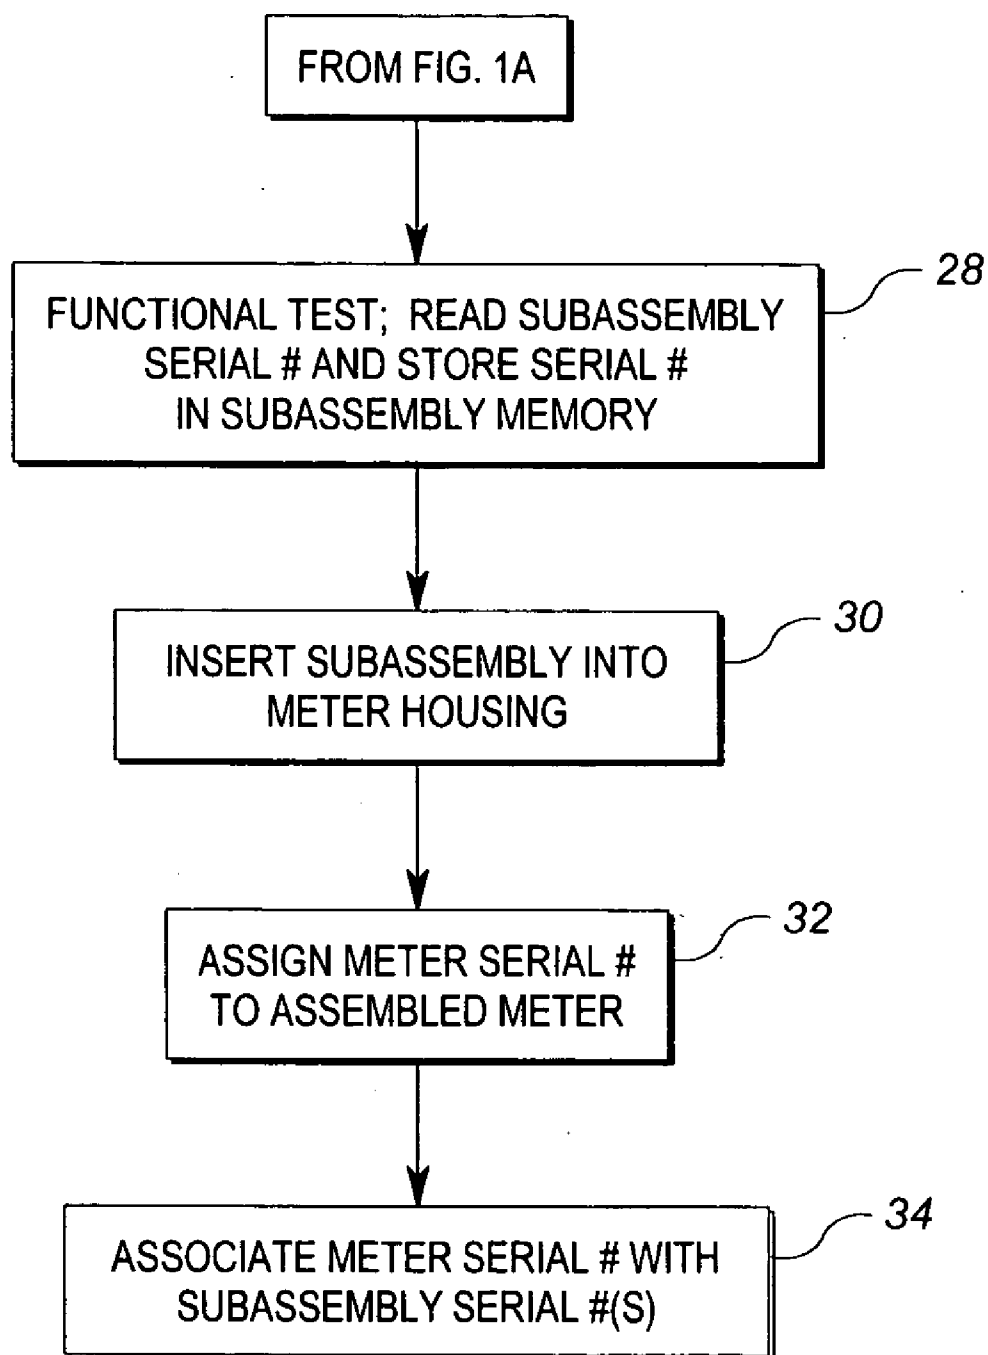 FROM FIG. 1A
28
FUNCTIONAL TEST; READ SUBASSEMBLY
SERIAL # AND STORE SERIAL #
IN SUBASSEMBLY MEMORY
30
INSERT SUBASSEMBLY INTO
METER HOUSING
32
ASSIGN METER SERIAL #
TO ASSEMBLED METER
34
ASSOCIATE METER SERIAL # WITH
SUBASSEMBLY SERIAL #(S)